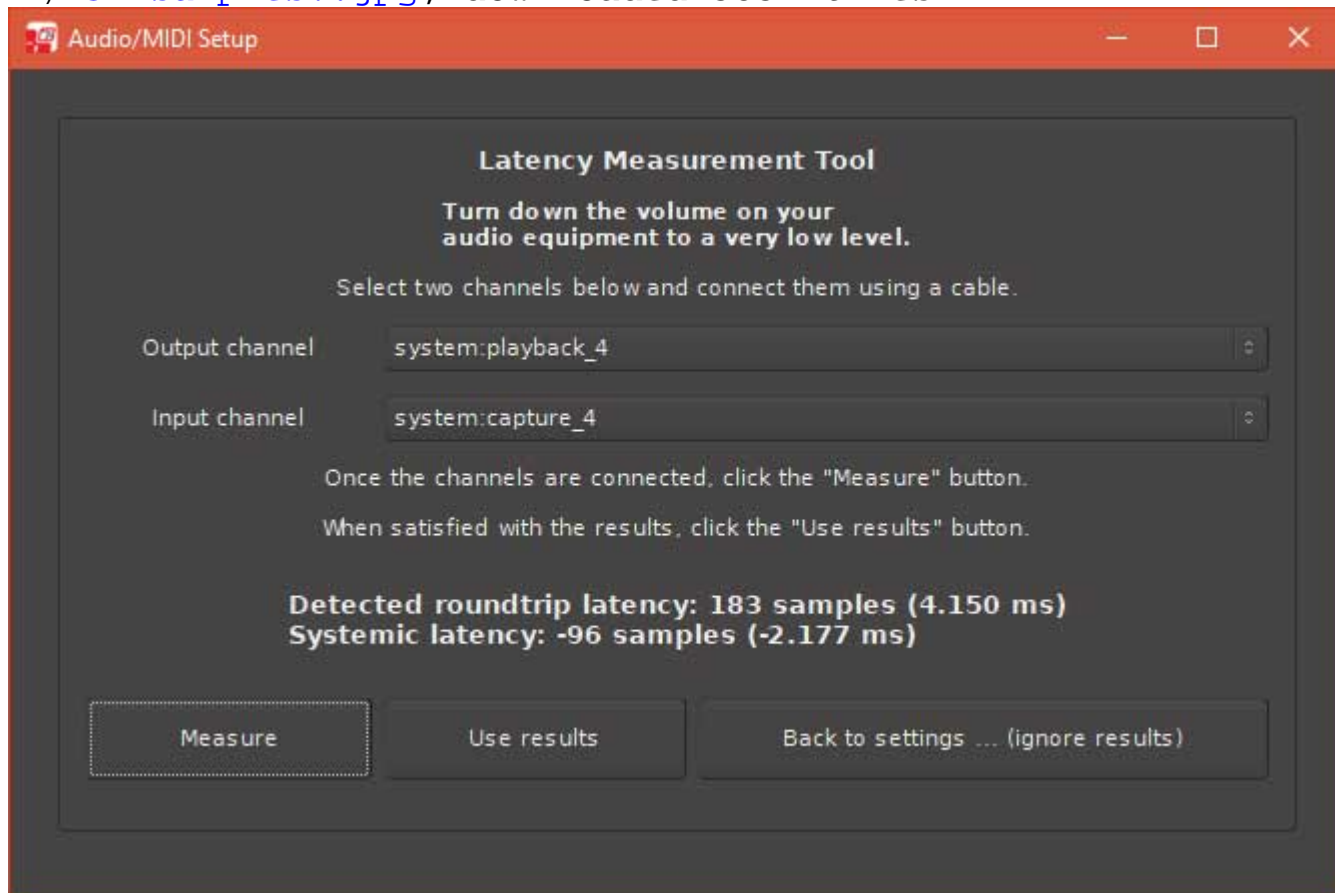 Audio/MIDI Setup
Latency Measurement Tool
Turn down the volume on your
audio equipment to a very low level.
Select two channels below and connect them using a cable.
Output channel system:playback_4
Input channel system:capture_4
Once the channels are connected, click the "Measure" button.
When satisfied with the results, click the "Use results" button.
Detected roundtrip latency: 183 samples (4.150 ms)
Systemic latency: -96 samples (-2.177 ms)
Measure Use results Back to settings ... (ignore results)